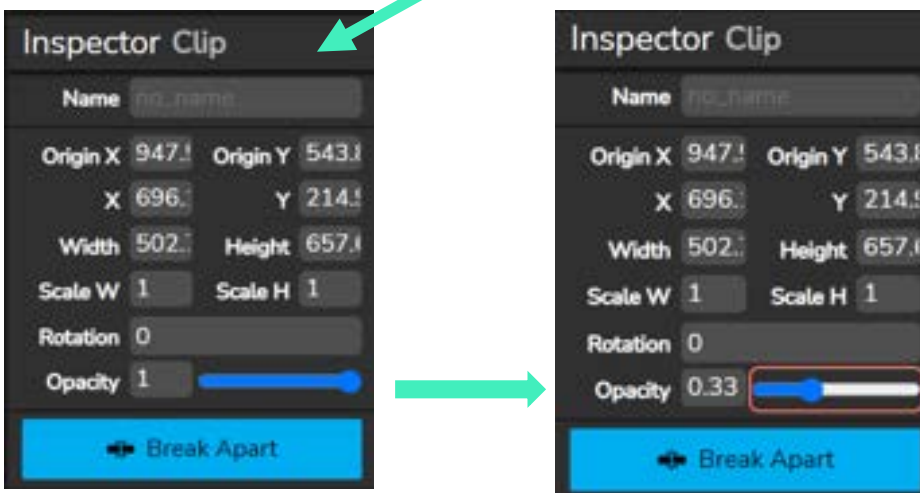 Inspector Clip
Name no_name
Origin X 947. Origin Y 543.8
X 696. Y 214.
Width 502. Height 657.
Scale W 1 Scale H 1
Rotation 0
Opacity 1
Break Apart
Inspector Clip
Name no_name
Origin X 947. Origin Y 543.8
X 696. Y 214.
Width 502. Height 657.
Scale W 1 Scale H 1
Rotation 0
Opacity 0.33
Break Apart